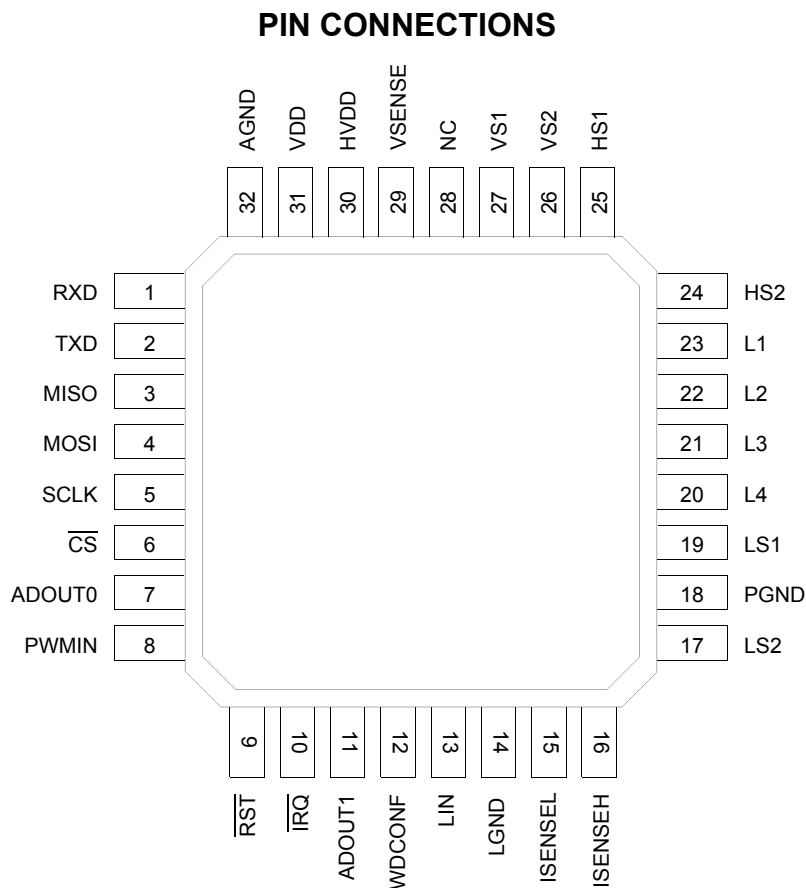 PIN CONNECTIONS
AGND
VDD
HVDD
VSENSE
NC
VS1
VS2
HS1
32
31
30
29
28
27
26
25
RXD 1
TXD 2
MISO 3
MOSI 4
SCLK 5
C̅S̅ 6
ADOUT0 7
PWMIN 8
24 HS2
23 L1
22 L2
21 L3
20 L4
19 LS1
18 PGND
17 LS2
9
10
11
12
13
14
15
16
R̅S̅T̅
I̅R̅Q̅
ADOUT1
WDCONF
LIN
LGND
ISENSEL
ISENSEH